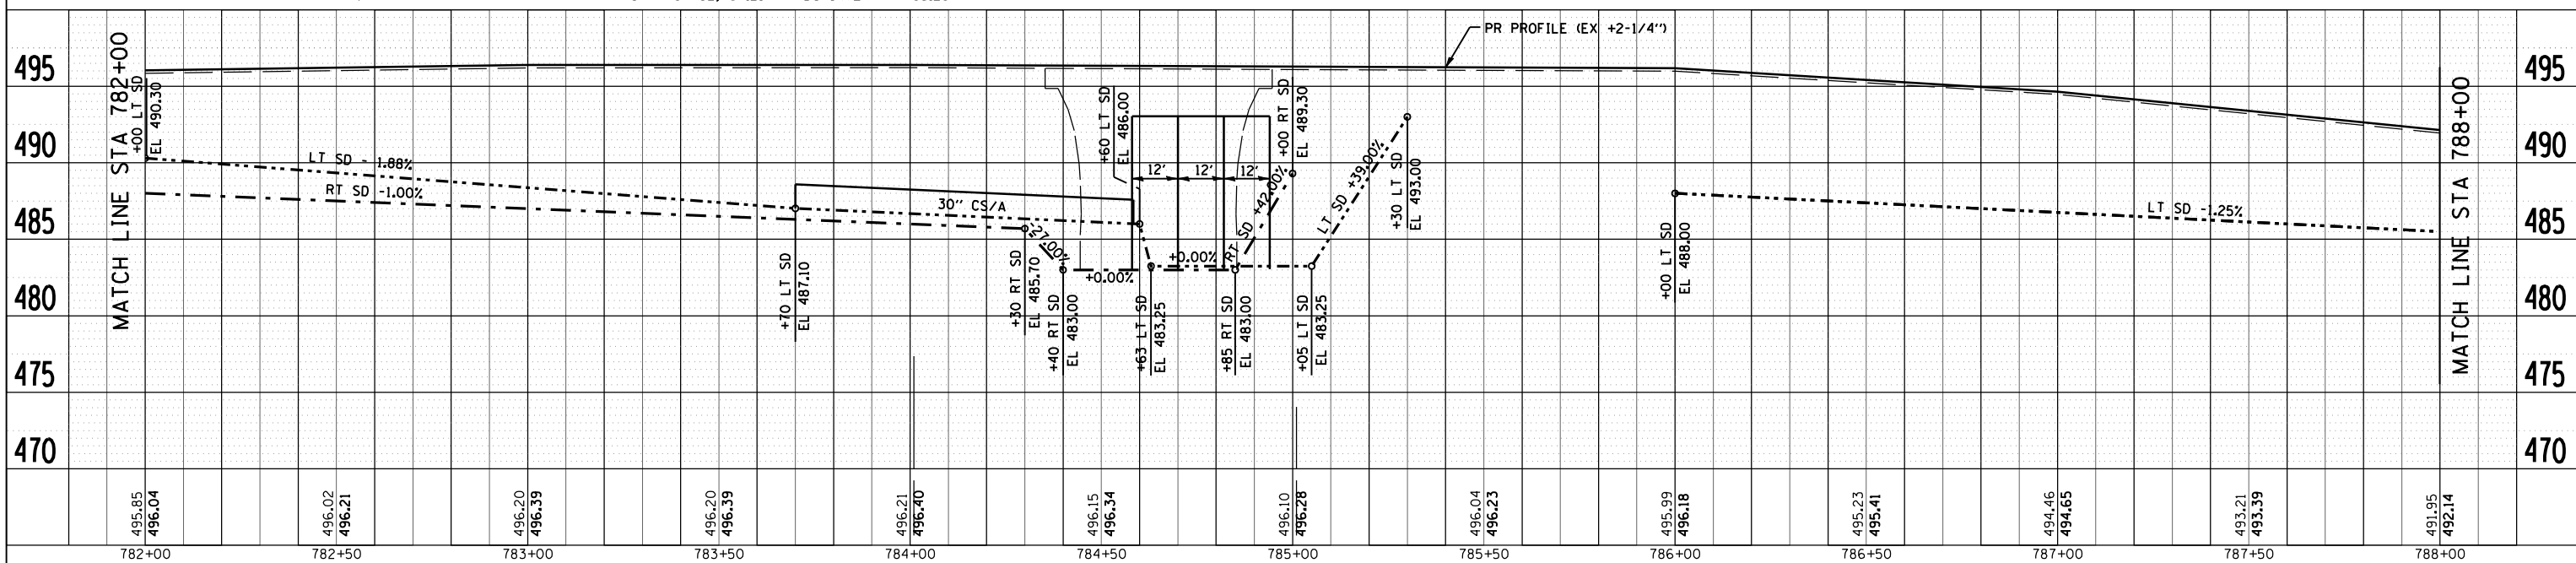 PR PROFILE (EX +2-1/4")
495
495
490
490
485
485
480
480
475
475
470
470
MATCH LINE STA 782+00
+00 LT SD
EL 490.30
LT SD - 1.88%
RT SD -1.00%
30" CS/A
+70 LT SD
EL 487.10
+30 RT SD
EL 485.70
-27.00%
+40 RT SD
EL 483.00
+0.00%
+60 LT SD
EL 486.00
12'
12'
12'
+63 LT SD
EL 483.25
+0.00%
+85 RT SD
EL 483.00
RT SD +42.00%
+00 RT SD
EL 489.30
+05 LT SD
EL 483.25
LT SD +39.00%
+30 LT SD
EL 493.00
+00 LT SD
EL 488.00
LT SD -1.25%
MATCH LINE STA 788+00
495.85
496.04
496.02
496.21
496.20
496.39
496.20
496.39
496.21
496.40
496.15
496.34
496.10
496.28
496.04
496.23
495.99
496.18
495.23
495.41
494.46
494.65
493.21
493.39
491.95
492.14
782+00
782+50
783+00
783+50
784+00
784+50
785+00
785+50
786+00
786+50
787+00
787+50
788+00